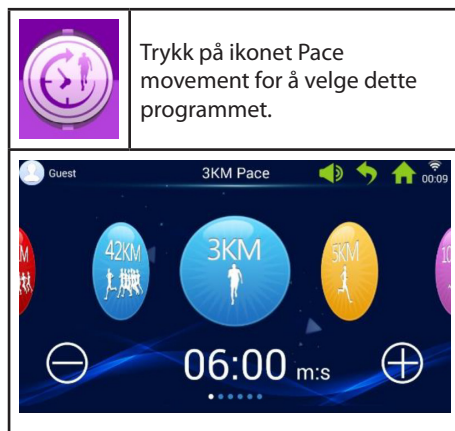 Trykk på ikonet Pace
movement for å velge dette
programmet.
Guest
3KM Pace
00:09
42KM
3KM
5KM
10
06:00 m:s